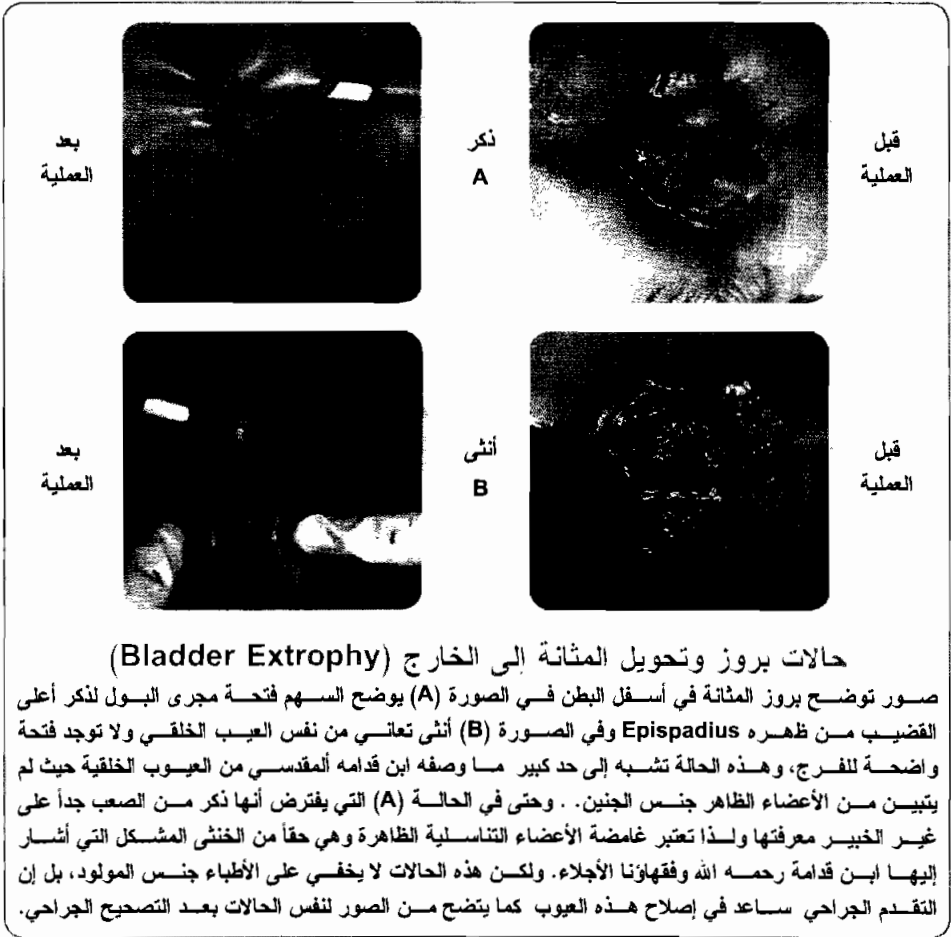 قبل
العملية
ذكر
A
بعد
العملية
قبل
العملية
أنثى
B
بعد
العملية
حالات بروز وتحويل المثانة إلى الخارج (Bladder Extrophy)
صور توضح بروز المثانة في أسفل البطن في الصورة (A) يوضح السهم فتحة مجرى البول لذكر أعلى
القضيب من ظهره Epispadius وفي الصورة (B) أنثى تعاني من نفس العيب الخلقي ولا توجد فتحة
واضحة للفرج، وهذه الحالة تشبه إلى حد كبير ما وصفه ابن قدامه ألمقدسي من العيوب الخلقية حيث لم
يتبين من الأعضاء الظاهر جنس الجنين. . وحتى في الحالة (A) التي يفترض أنها ذكر من الصعب جداً على
غير الخبير معرفتها ولذا تعتبر غامضة الأعضاء التناسلية الظاهرة وهي حقاً من الخنثى المشكل التي أشار
إليها ابن قدامة رحمه الله وفقهاؤنا الأجلاء. ولكن هذه الحالات لا يخفي على الأطباء جنس المولود، بل إن
التقدم الجراحي ساعد في إصلاح هذه العيوب كما يتضح من الصور لنفس الحالات بعد التصحيح الجراحي.